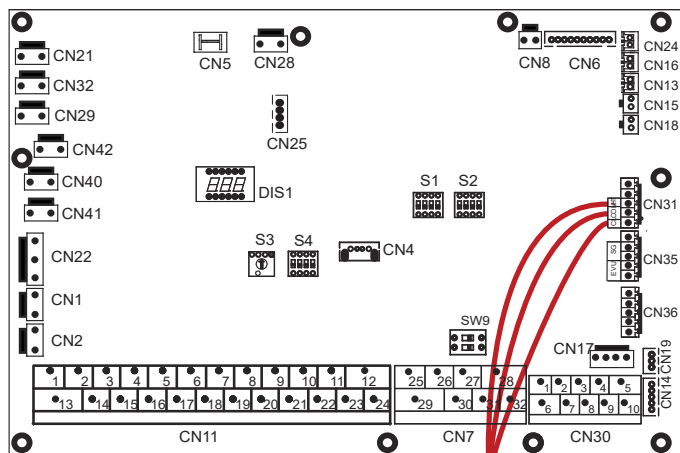 CN21
CN5
CN28
CN8
CN6
CN24
CN32
CN16
CN13
CN29
CN15
CN25
CN18
CN42
CN40
DIS1
S1
S2
CN41
CN31
CN22
S3
S4
CN4
SG
EVU
CN35
CN1
CN36
SW9
CN2
CN17
CN19
1 2 3 4 5 6 7 8 9 10 11 12
25 26 27 28
1 2 3 4 5
CN14
13 14 15 16 17 18 19 20 21 22 23 24
29 30 31 32
6 7 8 9 10
CN11
CN7
CN30